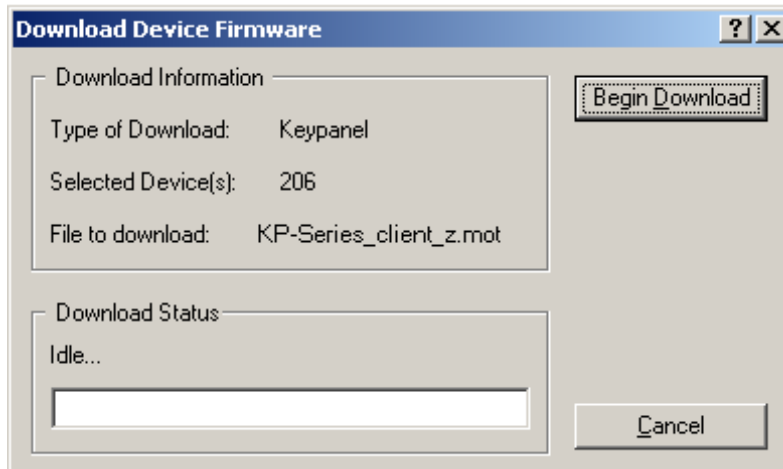 Download Device Firmware
Download Information
Type of Download: Keypanel
Selected Device(s): 206
File to download: KP-Series_client_z.mot
Begin Download
Download Status
Idle...
Cancel